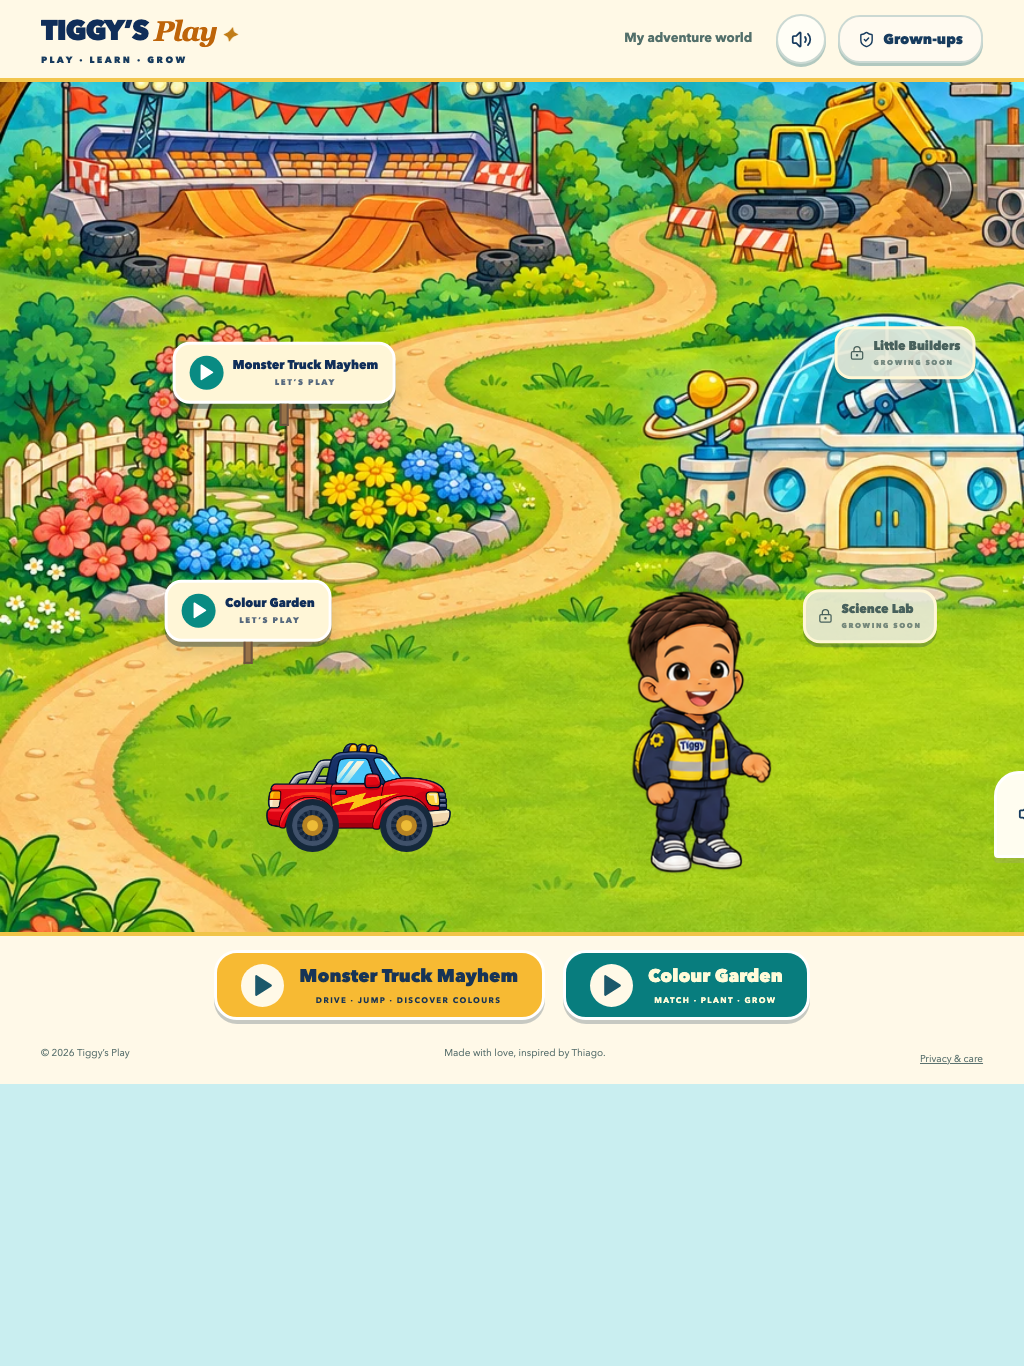 TIGGY'S Play
PLAY · LEARN · GROW
My adventure world
Grown-ups
Monster Truck Mayhem
LET'S PLAY
Little Builders
GROWING SOON
Colour Garden
LET'S PLAY
Science Lab
GROWING SOON
Tiggy
Monster Truck Mayhem
DRIVE · JUMP · DISCOVER COLOURS
Colour Garden
MATCH · PLANT · GROW
© 2026 Tiggy's Play
Made with love, inspired by Thiago.
Privacy & care